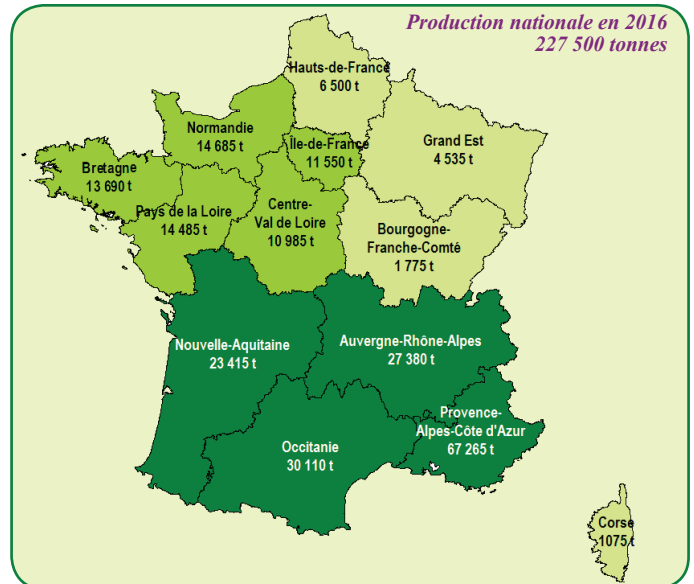 Production nationale en 2016
227 500 tonnes
Hauts-de-France
6 500 t
Normandie
14 685 t
Île-de-France
11 550 t
Grand Est
4 535 t
Bretagne
13 690 t
Pays de la Loire
14 485 t
Centre-
Val de Loire
10 985 t
Bourgogne-
Franche-Comté
1 775 t
Nouvelle-Aquitaine
23 415 t
Auvergne-Rhône-Alpes
27 380 t
Provence-
Alpes-Côte d'Azur
67 265 t
Occitanie
30 110 t
Corse
1075 t